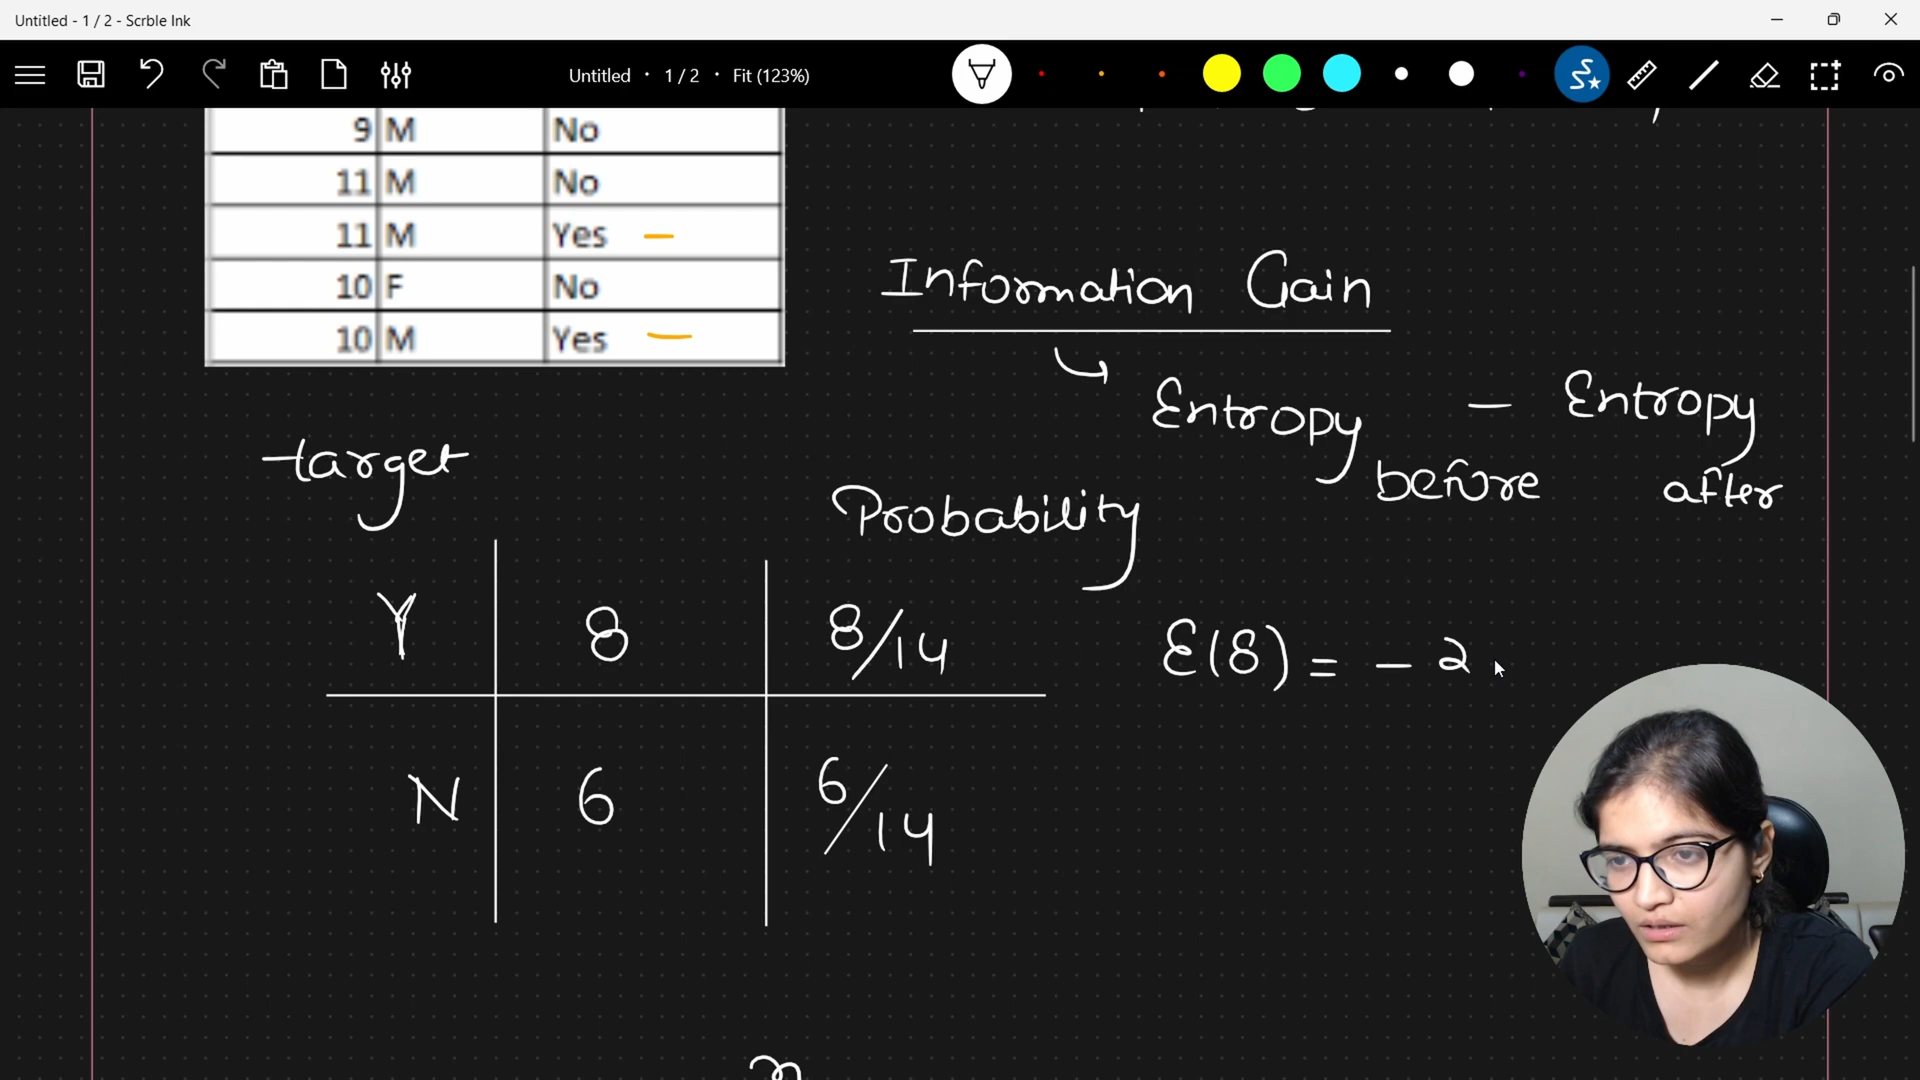 Untitled - 1 / 2 - Scrble Ink
Untitled • 1 / 2 • Fit (123%)
9 M No
11 M No
11 M Yes –
10 F No
10 M Yes –
Information Gain
↳ Entropy before – Entropy after
target
Probability
Y 8 8/14
E(8) = – 2
N 6 6/14